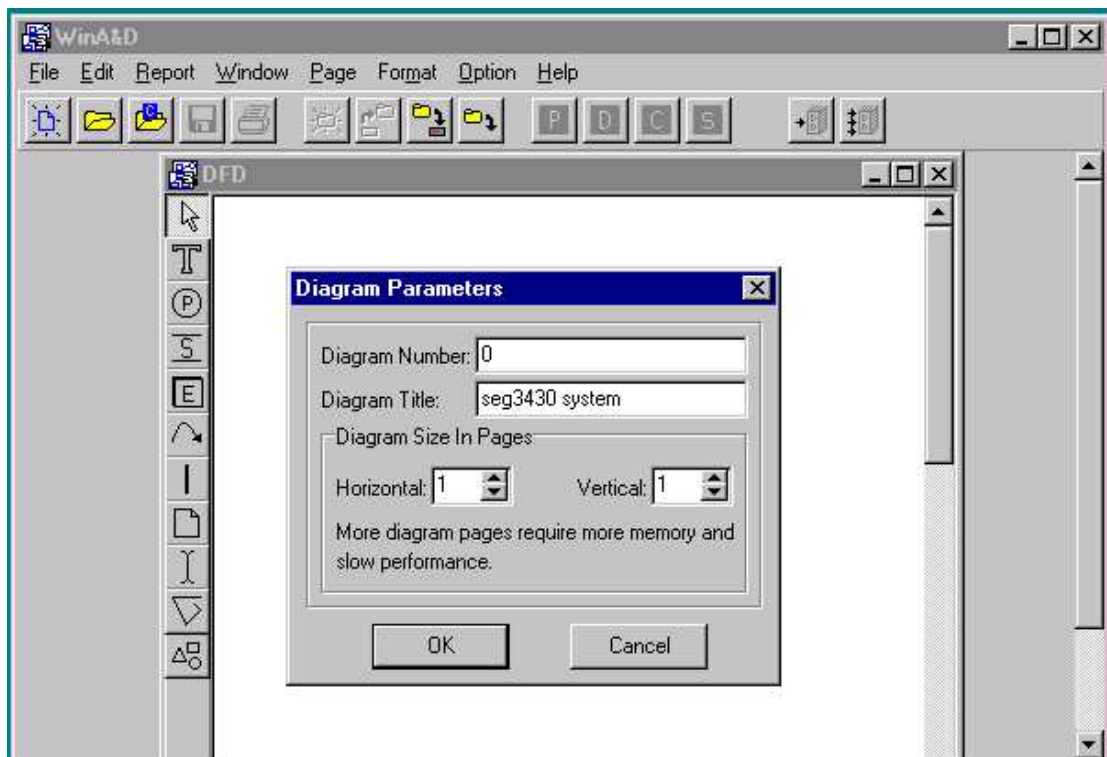 WinA&D
File Edit Report Window Page Format Option Help
C P D C S
DFD
T
P
S
E
Diagram Parameters
Diagram Number: 0
Diagram Title: seg3430 system
Diagram Size In Pages
Horizontal: 1 Vertical: 1
More diagram pages require more memory and
slow performance.
OK Cancel